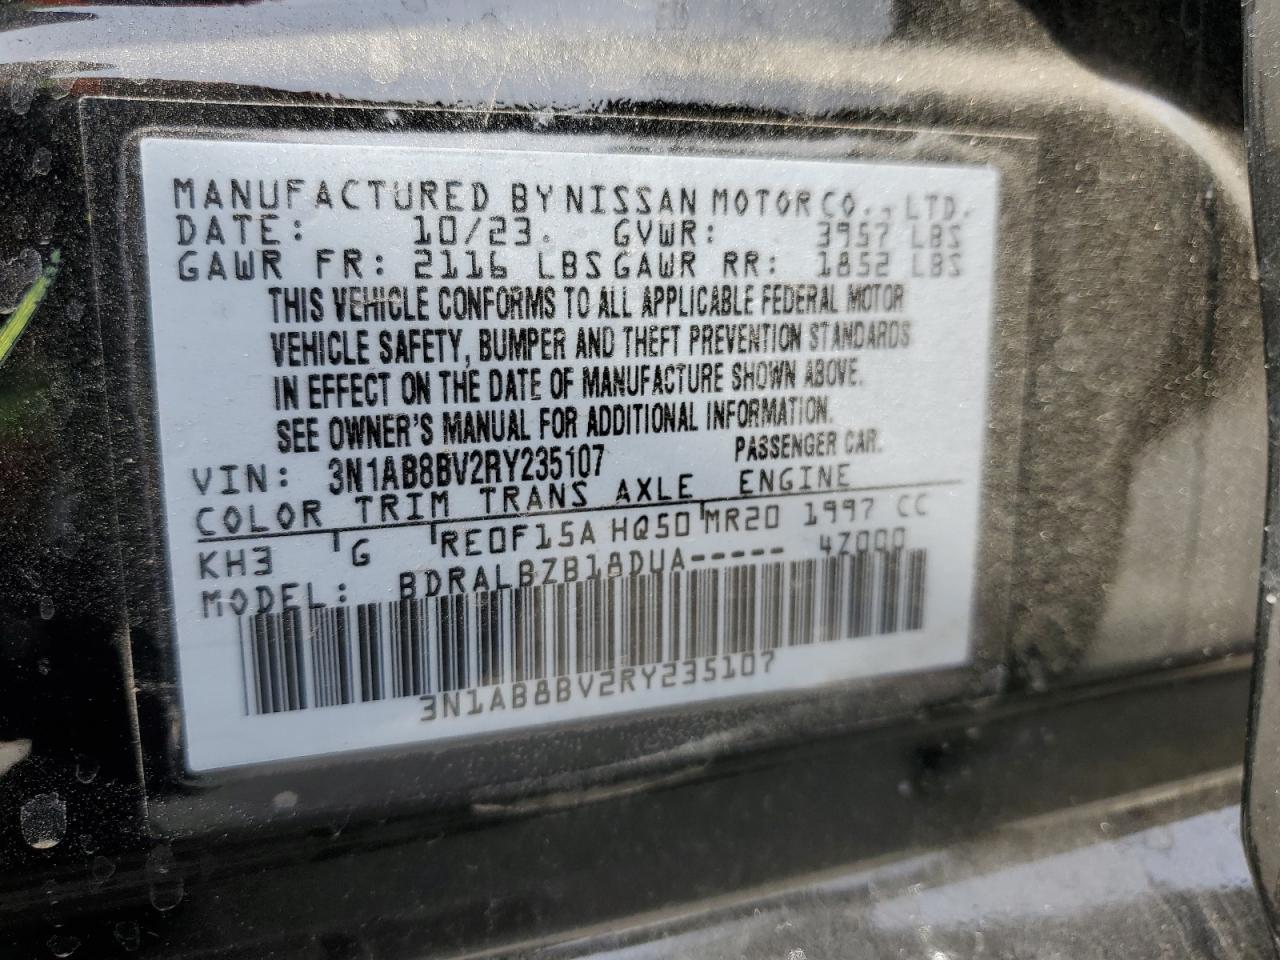 MANUFACTURED BY NISSAN MOTOR CO., LTD.
DATE: 10/23. GVWR: 3957 LBS
GAWR FR: 2116 LBS GAWR RR: 1852 LBS
THIS VEHICLE CONFORMS TO ALL APPLICABLE FEDERAL MOTOR
VEHICLE SAFETY, BUMPER AND THEFT PREVENTION STANDARDS
IN EFFECT ON THE DATE OF MANUFACTURE SHOWN ABOVE.
SEE OWNER'S MANUAL FOR ADDITIONAL INFORMATION.
VIN: 3N1AB8BV2RY235107 PASSENGER CAR.
COLOR TRIM TRANS AXLE ENGINE
KH3 G RE0F15A HQ50 MR20 1997 CC
MODEL: BDRALBZB18DUA----- 4Z000
3N1AB8BV2RY235107